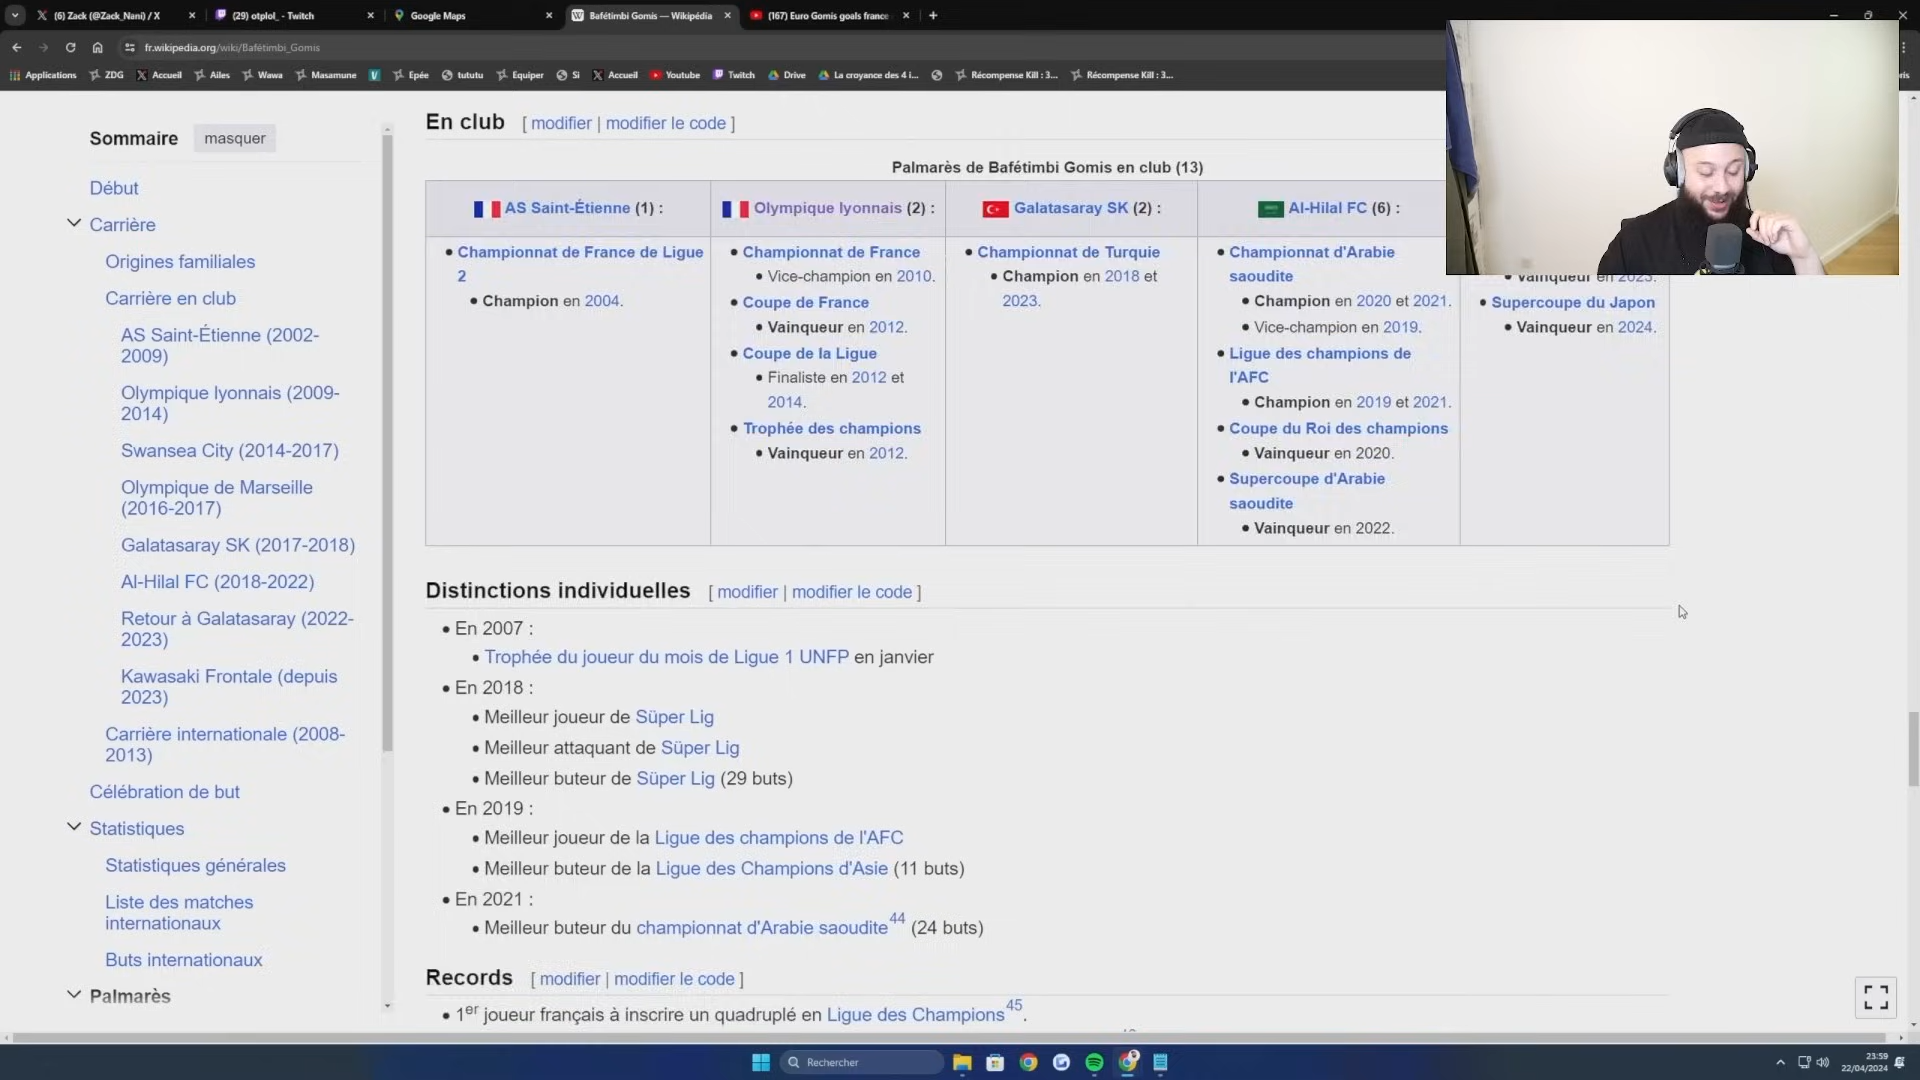 (6) Zack (@Zack_Nani) / X
(29) otplol_ - Twitch
Google Maps
Bafétimbi Gomis — Wikipédia
(167) Euro Gomis goals france
fr.wikipedia.org/wiki/Bafétimbi_Gomis
Applications ZDG Accueil Ailes Wawa Masamune Epée tututu Equiper Si Accueil Youtube Twitch Drive La croyance des 4 i... Récompense Kill : 3... Récompense Kill : 3...
Sommaire masquer
Début
Carrière
Origines familiales
Carrière en club
AS Saint-Étienne (2002-
2009)
Olympique lyonnais (2009-
2014)
Swansea City (2014-2017)
Olympique de Marseille
(2016-2017)
Galatasaray SK (2017-2018)
Al-Hilal FC (2018-2022)
Retour à Galatasaray (2022-
2023)
Kawasaki Frontale (depuis
2023)
Carrière internationale (2008-
2013)
Célébration de but
Statistiques
Statistiques générales
Liste des matches
internationaux
Buts internationaux
Palmarès
En club [ modifier | modifier le code ]
Palmarès de Bafétimbi Gomis en club (13)
AS Saint-Étienne (1) :
Championnat de France de Ligue
2
Champion en 2004.
Olympique lyonnais (2) :
Championnat de France
Vice-champion en 2010.
Coupe de France
Vainqueur en 2012.
Coupe de la Ligue
Finaliste en 2012 et
2014.
Trophée des champions
Vainqueur en 2012.
Galatasaray SK (2) :
Championnat de Turquie
Champion en 2018 et
2023.
Al-Hilal FC (6) :
Championnat d'Arabie
saoudite
Champion en 2020 et 2021.
Vice-champion en 2019.
Ligue des champions de
l'AFC
Champion en 2019 et 2021.
Coupe du Roi des champions
Vainqueur en 2020.
Supercoupe d'Arabie
saoudite
Vainqueur en 2022.
Vainqueur en 2023.
Supercoupe du Japon
Vainqueur en 2024.
Distinctions individuelles [ modifier | modifier le code ]
En 2007 :
Trophée du joueur du mois de Ligue 1 UNFP en janvier
En 2018 :
Meilleur joueur de Süper Lig
Meilleur attaquant de Süper Lig
Meilleur buteur de Süper Lig (29 buts)
En 2019 :
Meilleur joueur de la Ligue des champions de l'AFC
Meilleur buteur de la Ligue des Champions d'Asie (11 buts)
En 2021 :
Meilleur buteur du championnat d'Arabie saoudite44 (24 buts)
Records [ modifier | modifier le code ]
1er joueur français à inscrire un quadruplé en Ligue des Champions45.
Rechercher
23:59
22/04/2024